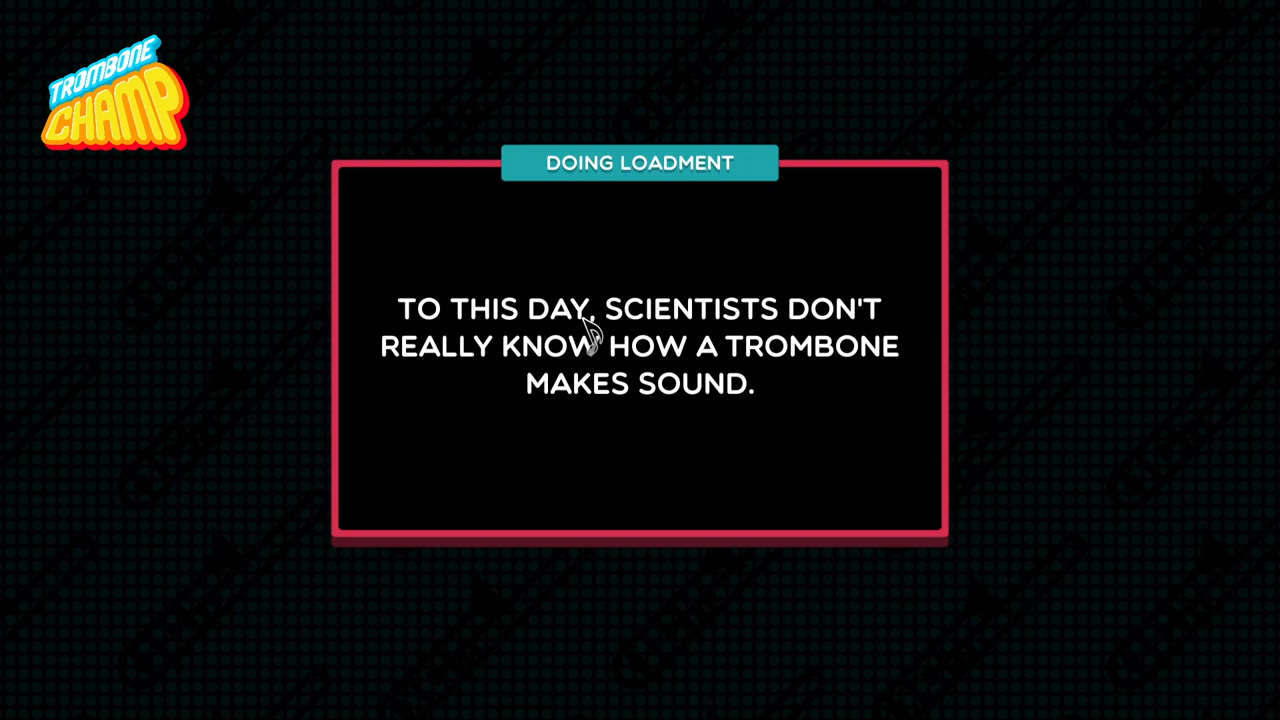 TROMBONE
CHAMP
DOING LOADMENT
TO THIS DAY, SCIENTISTS DON'T
REALLY KNOW HOW A TROMBONE
MAKES SOUND.